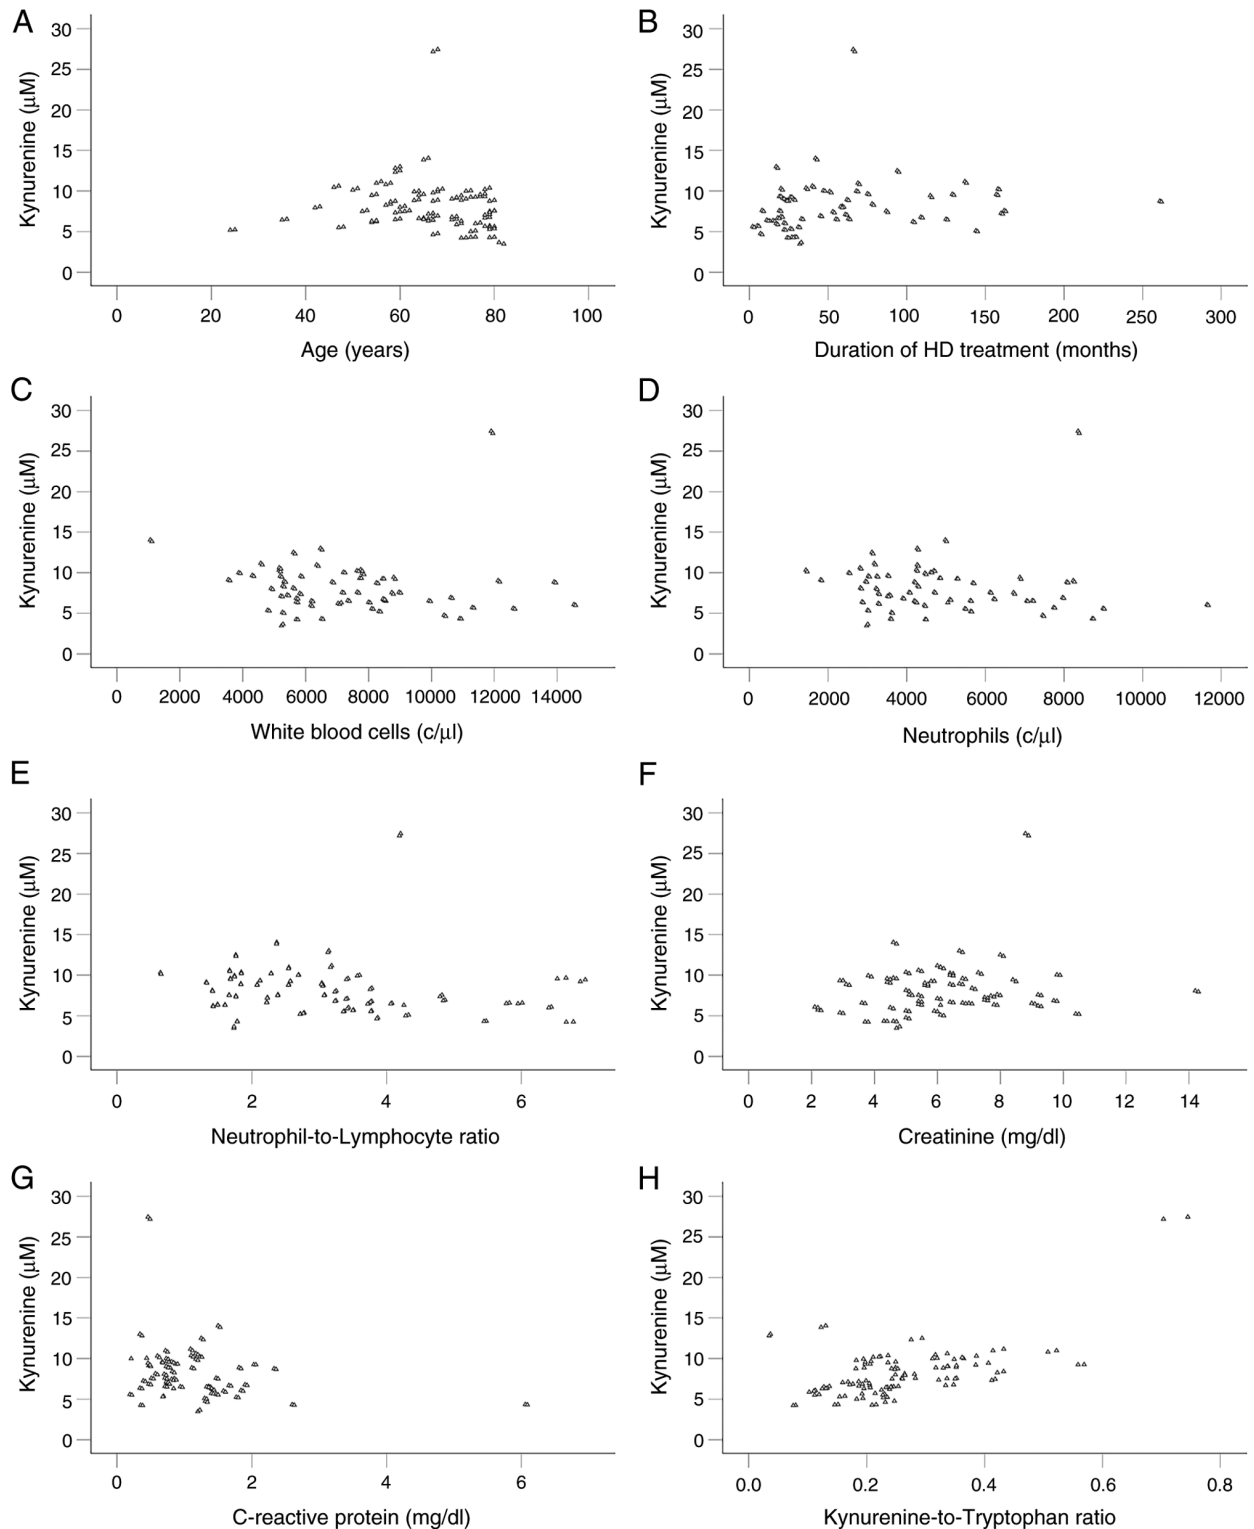 A
B
30
25
20
15
10
5
0
Kynurenine (μM)
0 20 40 60 80 100
Age (years)
30
25
20
15
10
5
0
Kynurenine (μM)
0 50 100 150 200 250 300
Duration of HD treatment (months)
C
D
30
25
20
15
10
5
0
Kynurenine (μM)
0 2000 4000 6000 8000 10000 12000 14000
White blood cells (c/μl)
30
25
20
15
10
5
0
Kynurenine (μM)
0 2000 4000 6000 8000 10000 12000
Neutrophils (c/μl)
E
F
30
25
20
15
10
5
0
Kynurenine (μM)
0 2 4 6
Neutrophil-to-Lymphocyte ratio
30
25
20
15
10
5
0
Kynurenine (μM)
0 2 4 6 8 10 12 14
Creatinine (mg/dl)
G
H
30
25
20
15
10
5
0
Kynurenine (μM)
0 2 4 6
C-reactive protein (mg/dl)
30
25
20
15
10
5
0
Kynurenine (μM)
0.0 0.2 0.4 0.6 0.8
Kynurenine-to-Tryptophan ratio